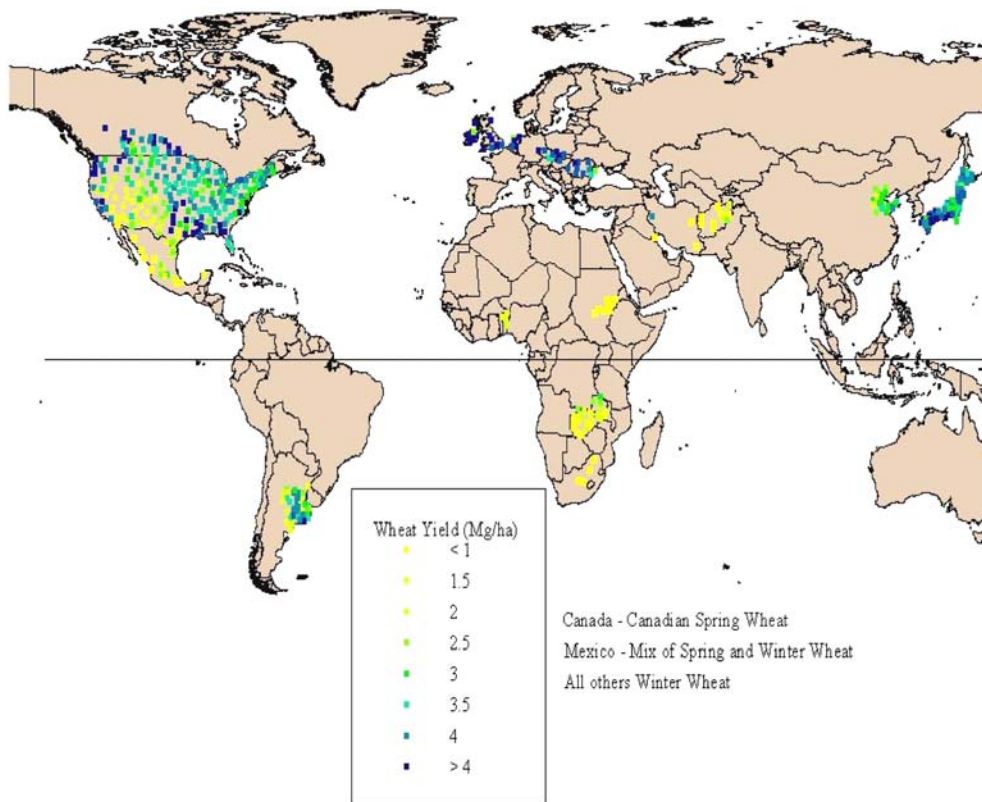 Wheat Yield (Mg/ha)
< 1
1.5
2
2.5
3
3.5
4
> 4
Canada - Canadian Spring Wheat
Mexico - Mix of Spring and Winter Wheat
All others Winter Wheat